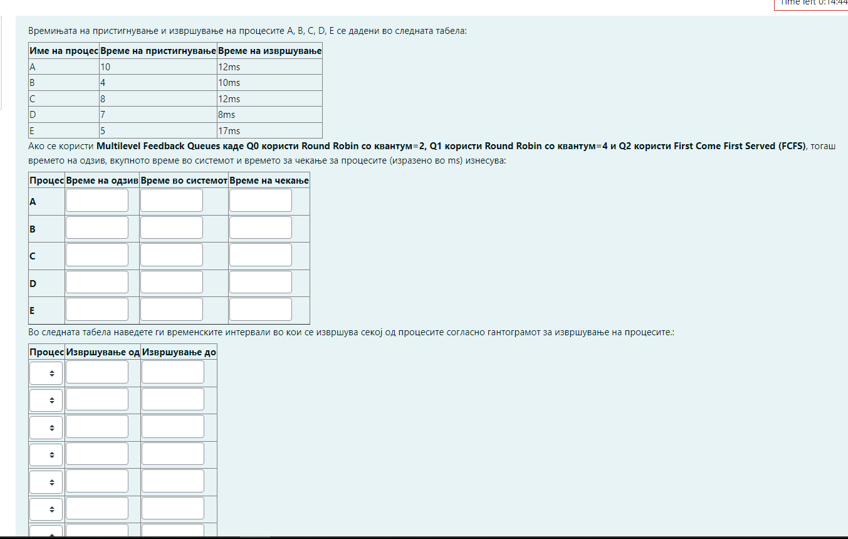 Time left 0:14:44
Времињата на пристигнување и извршување на процесите A, B, C, D, E се дадени во следната табела:
Име на процес Време на пристигнување Време на извршување
A 10 12ms
B 4 10ms
C 8 12ms
D 7 8ms
E 5 17ms
Ако се користи Multilevel Feedback Queues каде Q0 користи Round Robin со квантум=2, Q1 користи Round Robin со квантум=4 и Q2 користи First Come First Served (FCFS), тогаш
времето на одзив, вкупното време во системот и времето за чекање за процесите (изразено во ms) изнесува:
Процес Време на одзив Време во системот Време на чекање
A
B
C
D
E
Во следната табела наведете ги временските интервали во кои се извршува секој од процесите согласно гантограмот за извршување на процесите.:
Процес Извршување од Извршување до